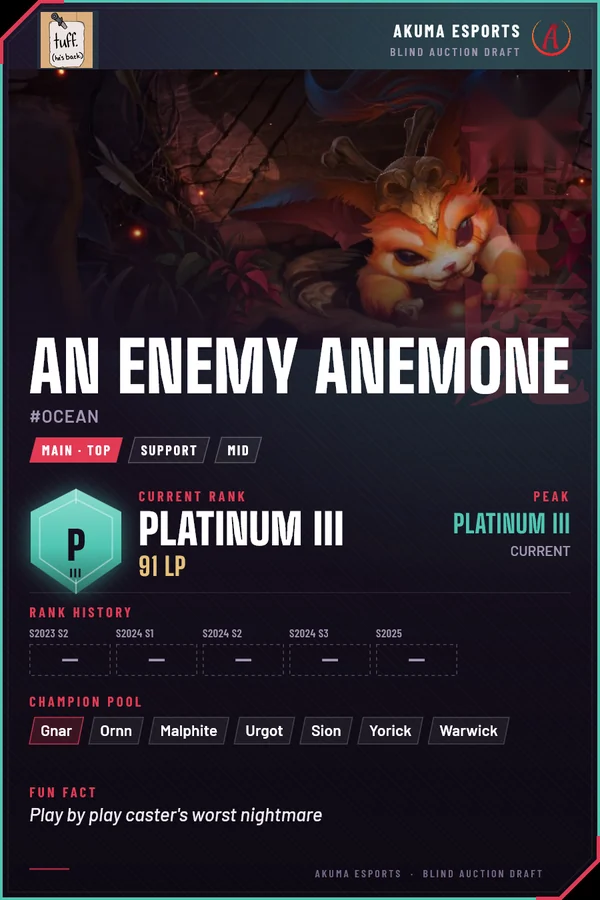 tuff.
(he's back)
AKUMA ESPORTS
BLIND AUCTION DRAFT
AN ENEMY ANEMONE
#OCEAN
MAIN · TOP
SUPPORT
MID
CURRENT RANK
PLATINUM III
91 LP
P
III
PEAK
PLATINUM III
CURRENT
RANK HISTORY
S2023 S2 S2024 S1 S2024 S2 S2024 S3 S2025
— — — — —
CHAMPION POOL
Gnar Ornn Malphite Urgot Sion Yorick Warwick
FUN FACT
Play by play caster's worst nightmare
AKUMA ESPORTS · BLIND AUCTION DRAFT